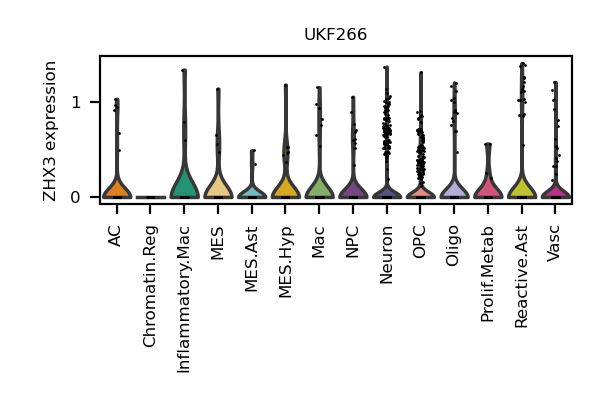 UKF266
ZHX3 expression
1
0
AC
Chromatin.Reg
Inflammatory.Mac
MES
MES.Ast
MES.Hyp
Mac
NPC
Neuron
OPC
Oligo
Prolif.Metab
Reactive.Ast
Vasc